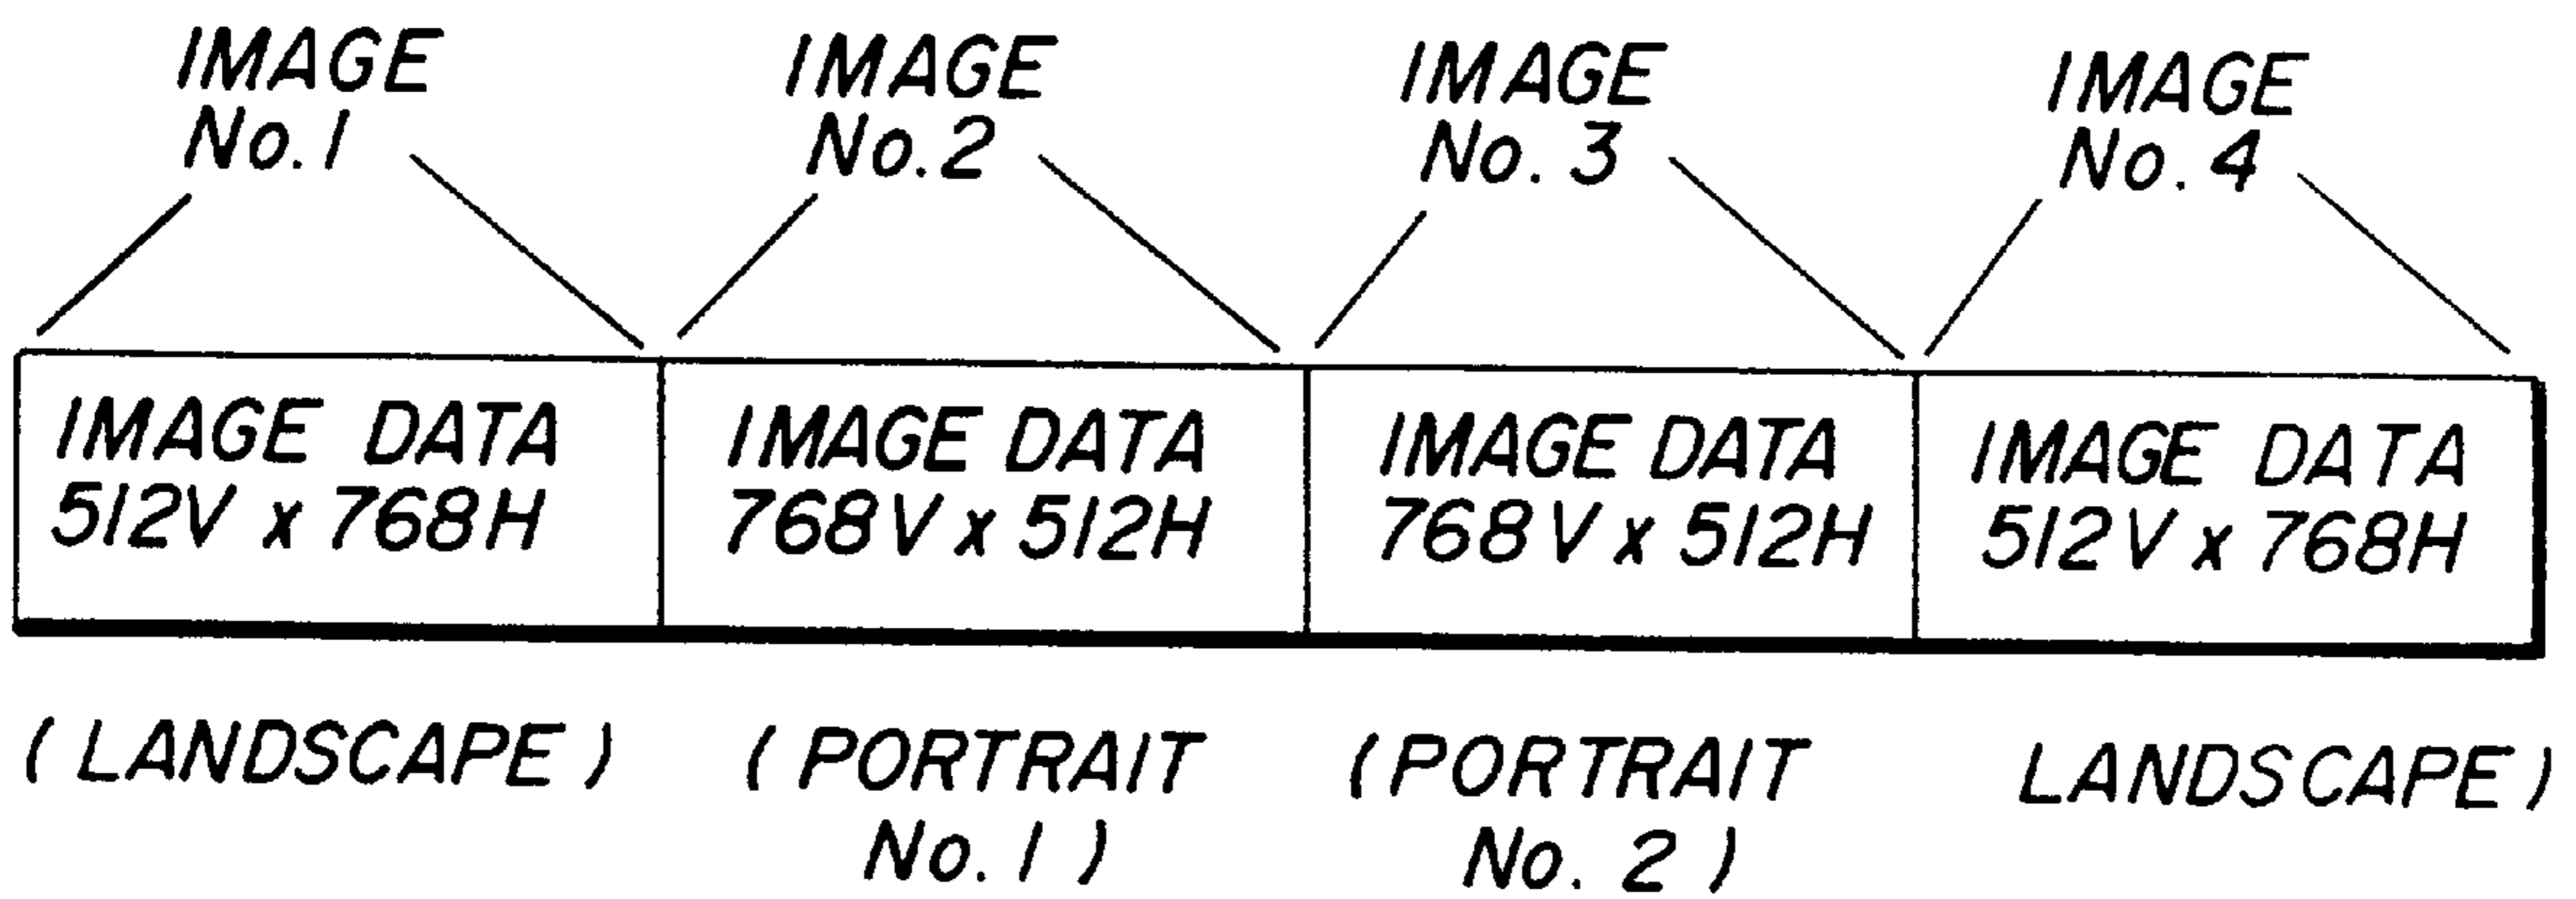 IMAGE
No. 1
IMAGE
No. 2
IMAGE
No. 3
IMAGE
No. 4
IMAGE DATA
512V x 768H
IMAGE DATA
768V x 512H
IMAGE DATA
768V x 512H
IMAGE DATA
512V x 768H
(LANDSCAPE)
(PORTRAIT
No. 1)
(PORTRAIT
No. 2)
LANDSCAPE)